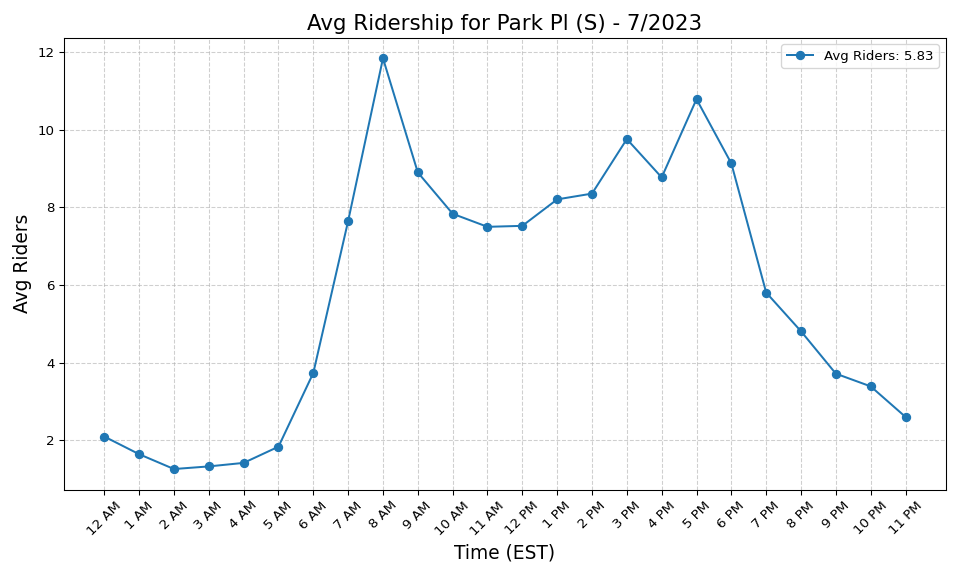 Avg Ridership for Park Pl (S) - 7/2023
Avg Riders: 5.83
Avg Riders
12
10
8
6
4
2
12 AM
1 AM
2 AM
3 AM
4 AM
5 AM
6 AM
7 AM
8 AM
9 AM
10 AM
11 AM
12 PM
1 PM
2 PM
3 PM
4 PM
5 PM
6 PM
7 PM
8 PM
9 PM
10 PM
11 PM
Time (EST)